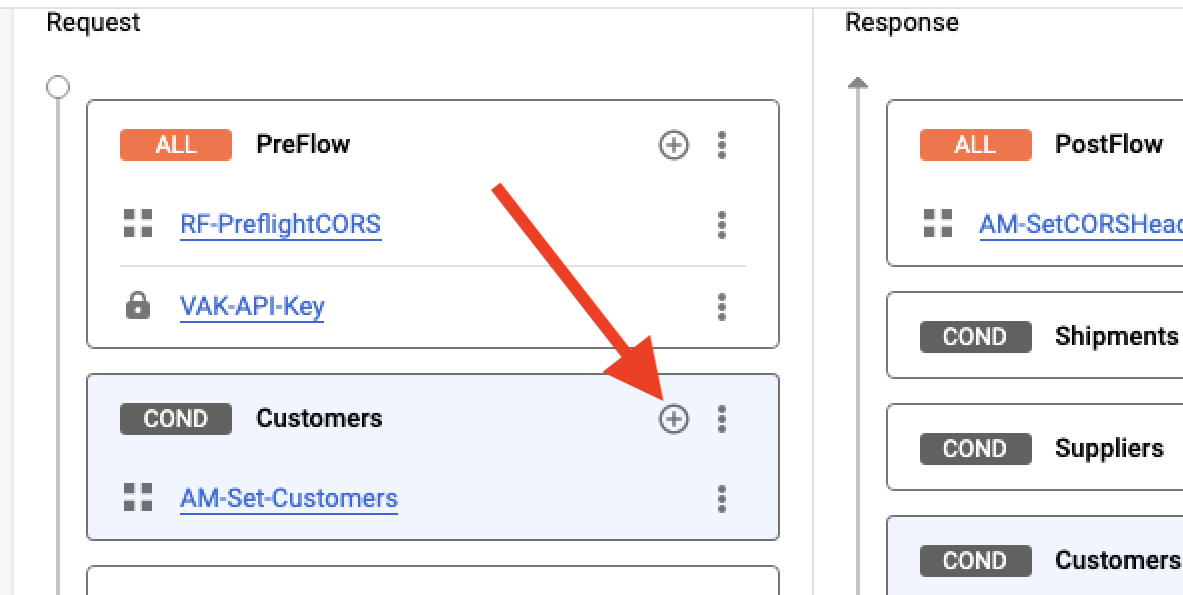 Request
ALL PreFlow
RF-PreflightCORS
VAK-API-Key
COND Customers
AM-Set-Customers
Response
ALL PostFlow
AM-SetCORSHead
COND Shipments
COND Suppliers
COND Customers